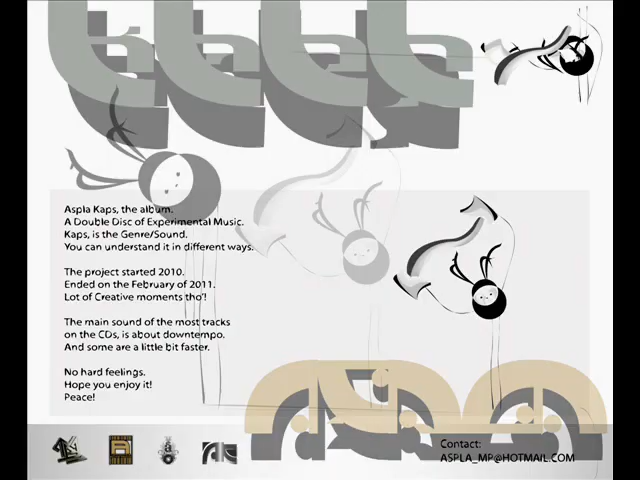 Aspla Kaps, the album.
A Double Disc of Experimental Music.
Kaps, is the Genre/Sound.
You can understand it in different ways.
The project started 2010.
Ended on the February of 2011.
Lot of Creative moments tho'!
The main sound of the most tracks
on the CDs, is about downtempo.
And some are a little bit faster.
No hard feelings.
Hope you enjoy it!
Peace!
Contact:
ASPLA_MP@HOTMAIL.COM